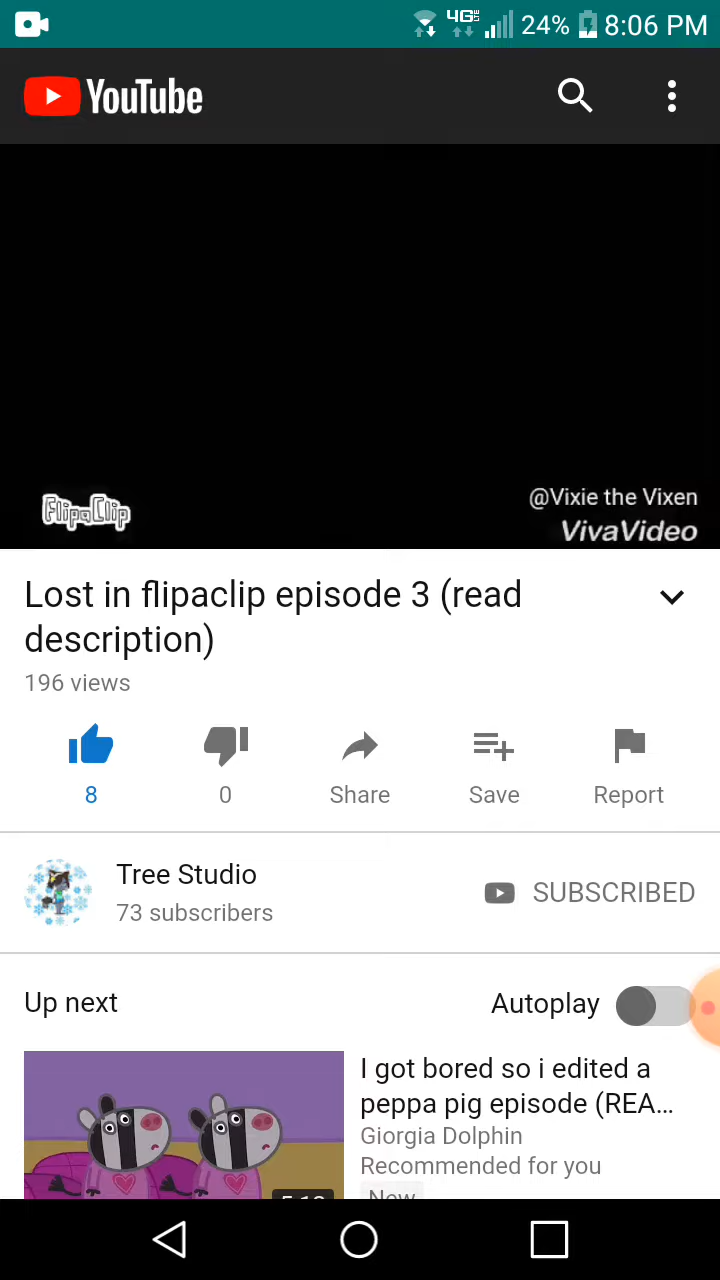 4G LTE 24% 8:06 PM
YouTube
FlipaClip
@Vixie the Vixen
VivaVideo
Lost in flipaclip episode 3 (read
description)
196 views
8 0 Share Save Report
Tree Studio
73 subscribers
SUBSCRIBED
Up next
Autoplay
I got bored so i edited a
peppa pig episode (REA...
Giorgia Dolphin
Recommended for you
New